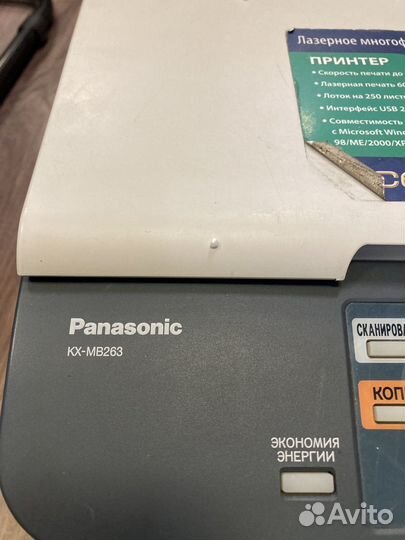 Лазерное многоф
ПРИНТЕР
• Скорость печати до
• Лазерная печать 60
• Лоток на 250 лист
• Интерфейс USB 2
• Совместимость
с Microsoft Wind
98/ME/2000/XP
Panasonic
KX-MB263
СКАНИРОВА
КОП
ЭКОНОМИЯ
ЭНЕРГИИ
Avito